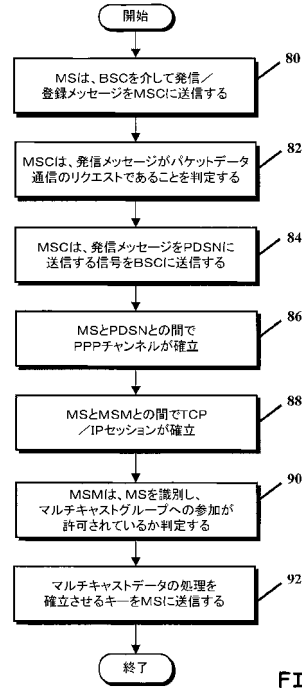 開始
80
MSは、BSCを介して発信／
登録メッセージをMSCに送信する
82
MSCは、発信メッセージがパケットデータ
通信のリクエストであることを判定する
84
MSCは、発信メッセージをPDSNに
送信する信号をBSCに送信する
86
MSとPDSNとの間で
PPPチャンネルが確立
88
MSとMSMとの間でTCP
／IPセッションが確立
90
MSMは、MSを識別し、
マルチキャストグループへの参加が
許可されているか判定する
92
マルチキャストデータの処理を
確立させるキーをMSに送信する
終了
FI